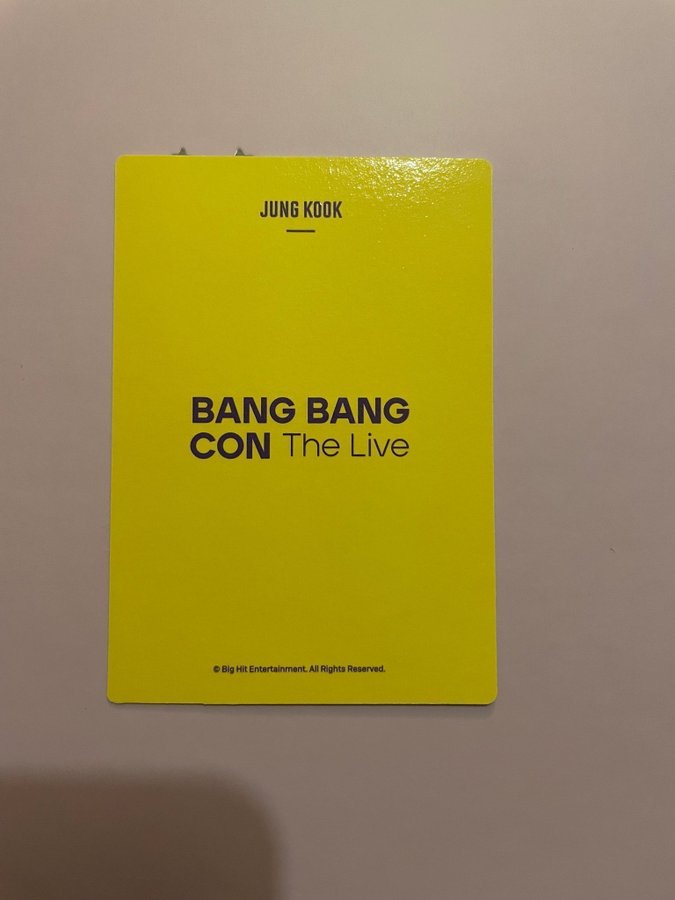 JUNG KOOK
BANG BANG
CON The Live
© Big Hit Entertainment. All Rights Reserved.